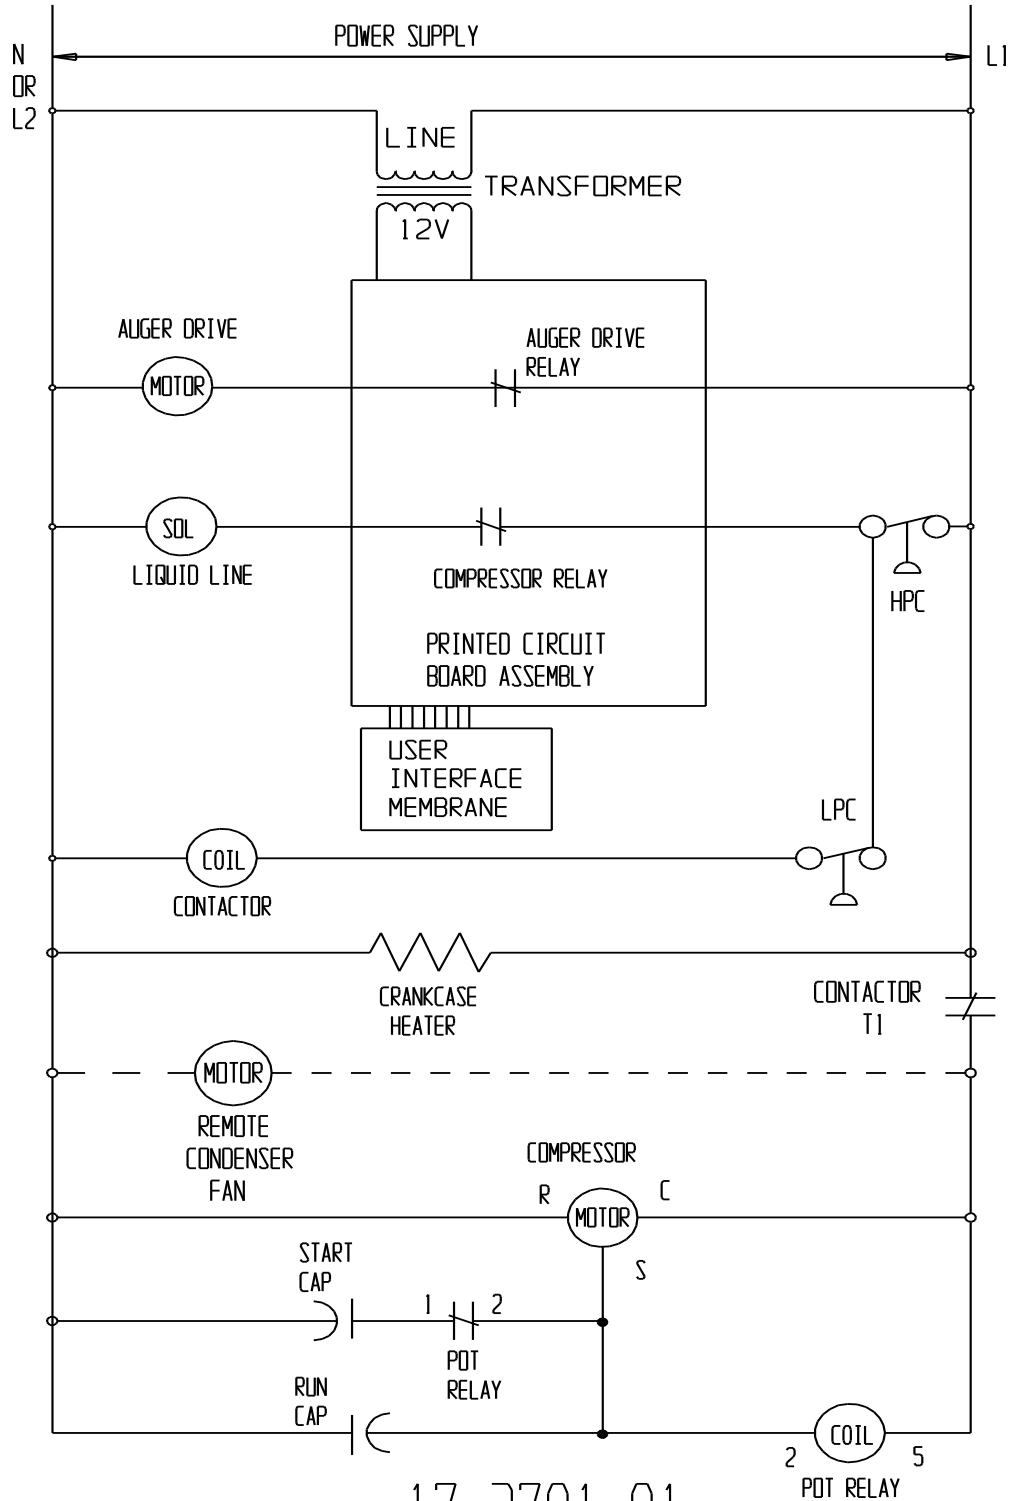 POWER SUPPLY
N
OR
L2
L1
LINE
TRANSFORMER
12V
AUGER DRIVE
MOTOR
AUGER DRIVE
RELAY
SOL
LIQUID LINE
COMPRESSOR RELAY
HPC
PRINTED CIRCUIT
BOARD ASSEMBLY
USER
INTERFACE
MEMBRANE
LPC
COIL
CONTACTOR
CRANKCASE
HEATER
CONTACTOR
T1
MOTOR
REMOTE
CONDENSER
FAN
COMPRESSOR
R
C
MOTOR
S
START
CAP
1
2
POT
RELAY
RUN
CAP
COIL
2
5
POT RELAY